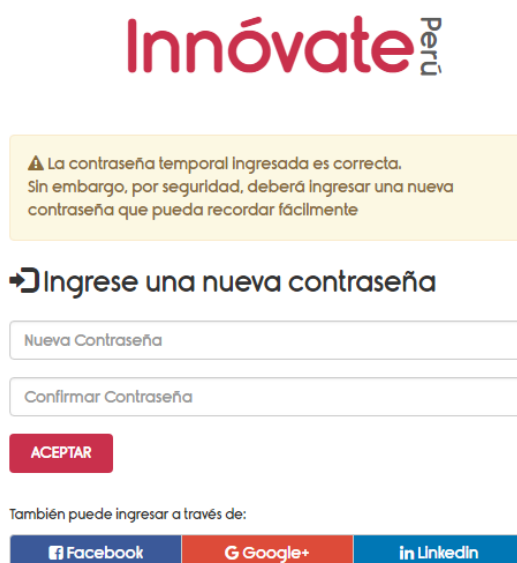 Innóvate Perú
La contraseña temporal ingresada es correcta.
Sin embargo, por seguridad, deberá ingresar una nueva
contraseña que pueda recordar fácilmente
Ingrese una nueva contraseña
Nueva Contraseña
Confirmar Contraseña
ACEPTAR
También puede ingresar a través de:
Facebook G Google+ in LinkedIn